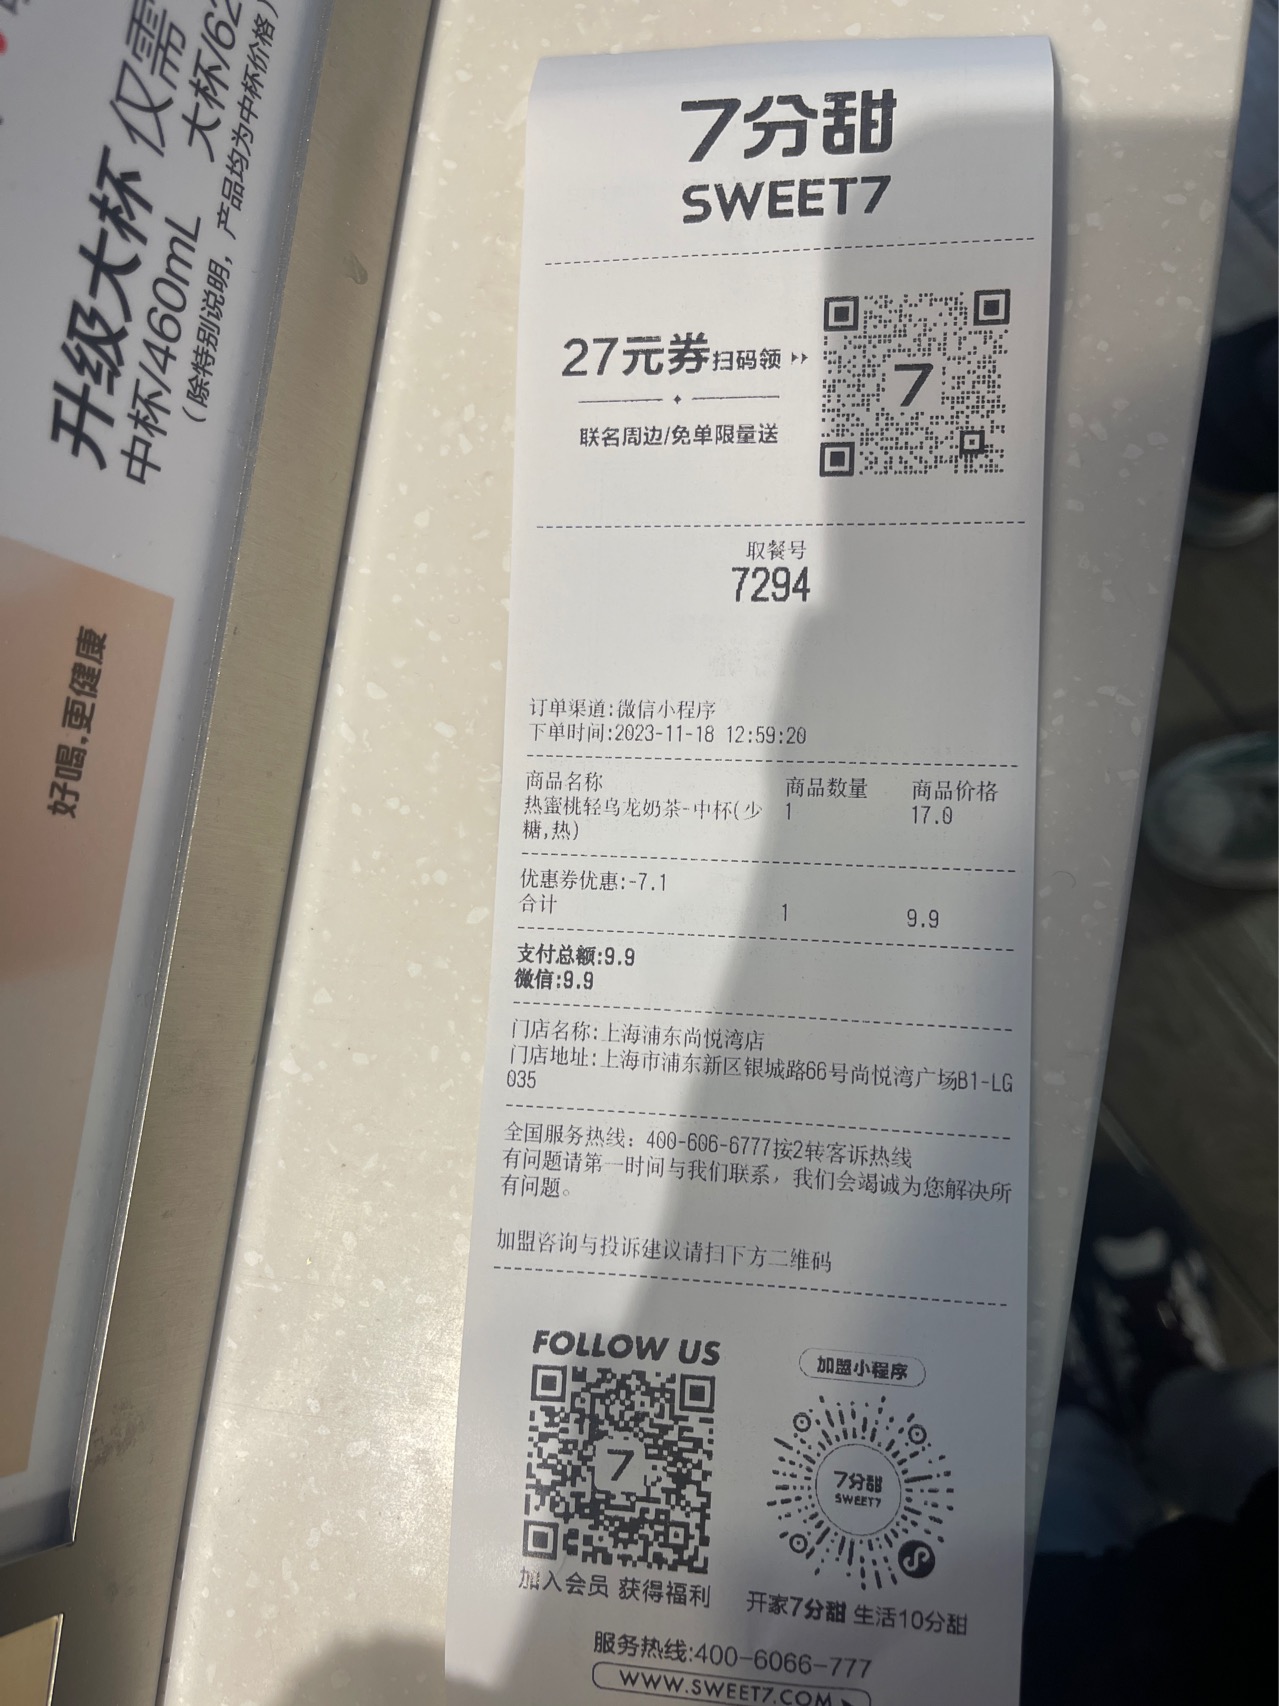 升级大杯 仅需
中杯/460mL 大杯/62
(除特别说明, 产品均为中杯价格)
好喝,更健康
7分甜
SWEET7
27元券扫码领
联名周边/免单限量送
7
取餐号
7294
订单渠道:微信小程序
下单时间:2023-11-18 12:59:20
商品名称 商品数量 商品价格
热蜜桃轻乌龙奶茶-中杯(少 1 17.0
糖,热)
优惠券优惠:-7.1
合计 1 9.9
支付总额:9.9
微信:9.9
门店名称:上海浦东尚悦湾店
门店地址:上海市浦东新区银城路66号尚悦湾广场B1-LG
035
全国服务热线: 400-606-6777按2转客诉热线
有问题请第一时间与我们联系, 我们会竭诚为您解决所
有问题。
加盟咨询与投诉建议请扫下方二维码
FOLLOW US
7
加入会员 获得福利
加盟小程序
7分甜
SWEET7
开家7分甜 生活10分甜
服务热线:400-6066-777
WWW.SWEET7.COM